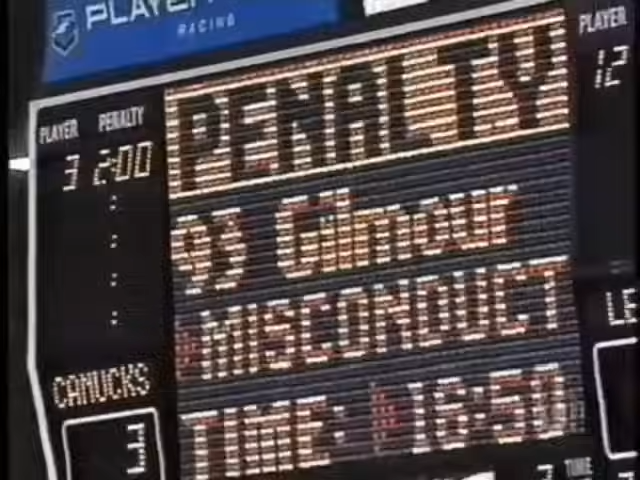 PLAYER
RACING
PLAYER PENALTY
3 2:00
:
:
:
:
CANUCKS
3
PENALTY
93 Gilmour
MISCONDUCT
TIME: 16:50
PLAYER
12
TIME